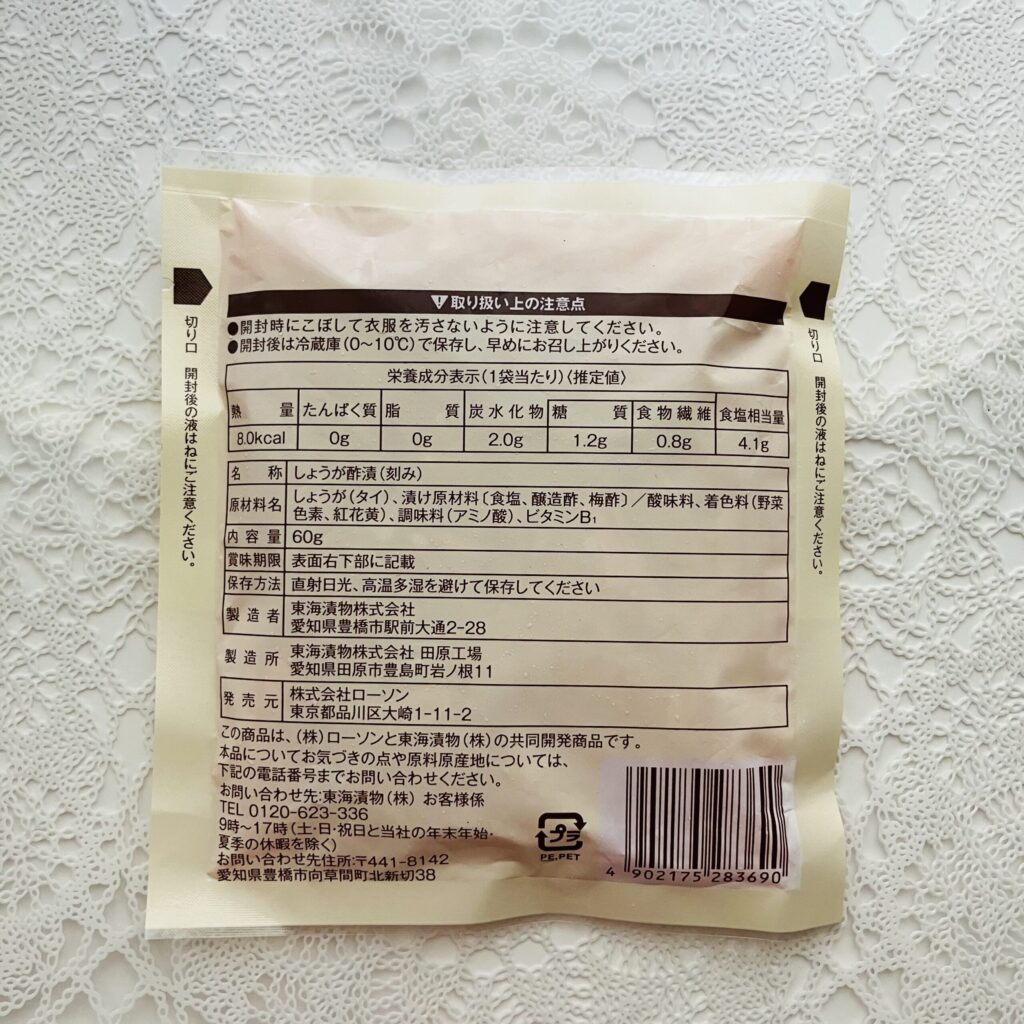 取り扱い上の注意点
●開封時にこぼして衣服を汚さないように注意してください。
●開封後は冷蔵庫(0〜10℃)で保存し、早めにお召し上がりください。
栄養成分表示(1袋当たり)〈推定値〉
熱量 たんぱく質 脂質 炭水化物 糖質 食物繊維 食塩相当量
8.0kcal 0g 0g 2.0g 1.2g 0.8g 4.1g
名称 しょうが酢漬(刻み)
原材料名 しょうが(タイ)、漬け原材料〔食塩、醸造酢、梅酢〕/酸味料、着色料(野菜
色素、紅花黄)、調味料(アミノ酸)、ビタミンB₁
内容量 60g
賞味期限 表面右下部に記載
保存方法 直射日光、高温多湿を避けて保存してください
製造者 東海漬物株式会社
愛知県豊橋市駅前大通2-28
製造所 東海漬物株式会社 田原工場
愛知県田原市豊島町岩ノ根11
発売元 株式会社ローソン
東京都品川区大崎1-11-2
この商品は、(株)ローソンと東海漬物(株)の共同開発商品です。
本品についてお気づきの点や原料原産地については、
下記の電話番号までお問い合わせください。
お問い合わせ先:東海漬物(株) お客様係
TEL 0120-623-336
9時〜17時(土・日・祝日と当社の年末年始・
夏季の休暇を除く)
お問い合わせ先住所:〒441-8142
愛知県豊橋市向草間町北新切38
プラ
PE,PET
4 902175 283690
切り口 開封後の液はねにご注意ください。
切り口 開封後の液はねにご注意ください。